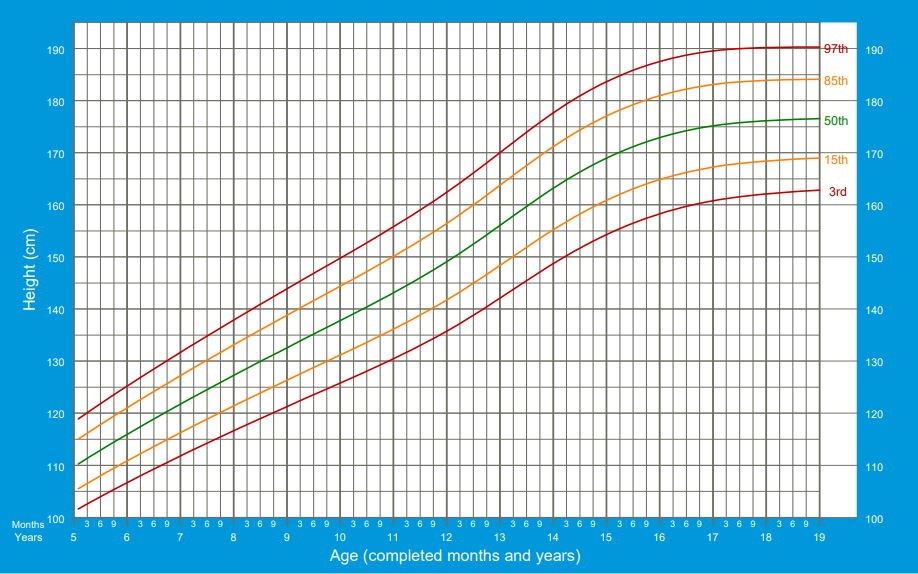 190 97th 190
85th
180 180
50th
170 170
15th
160 3rd 160
150 150
140 140
130 130
120 120
110 110
100 100
Height (cm)
Months 3 6 9 3 6 9 3 6 9 3 6 9 3 6 9 3 6 9 3 6 9 3 6 9 3 6 9 3 6 9 3 6 9 3 6 9 3 6 9 3 6 9
Years 5 6 7 8 9 10 11 12 13 14 15 16 17 18 19
Age (completed months and years)